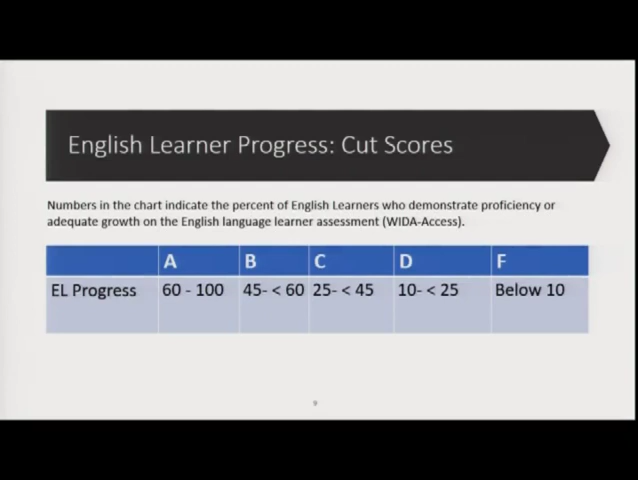 English Learner Progress: Cut Scores
Numbers in the chart indicate the percent of English Learners who demonstrate proficiency or
adequate growth on the English language learner assessment (WIDA-Access).
A B C D F
EL Progress 60 - 100 45- < 60 25- < 45 10- < 25 Below 10
9